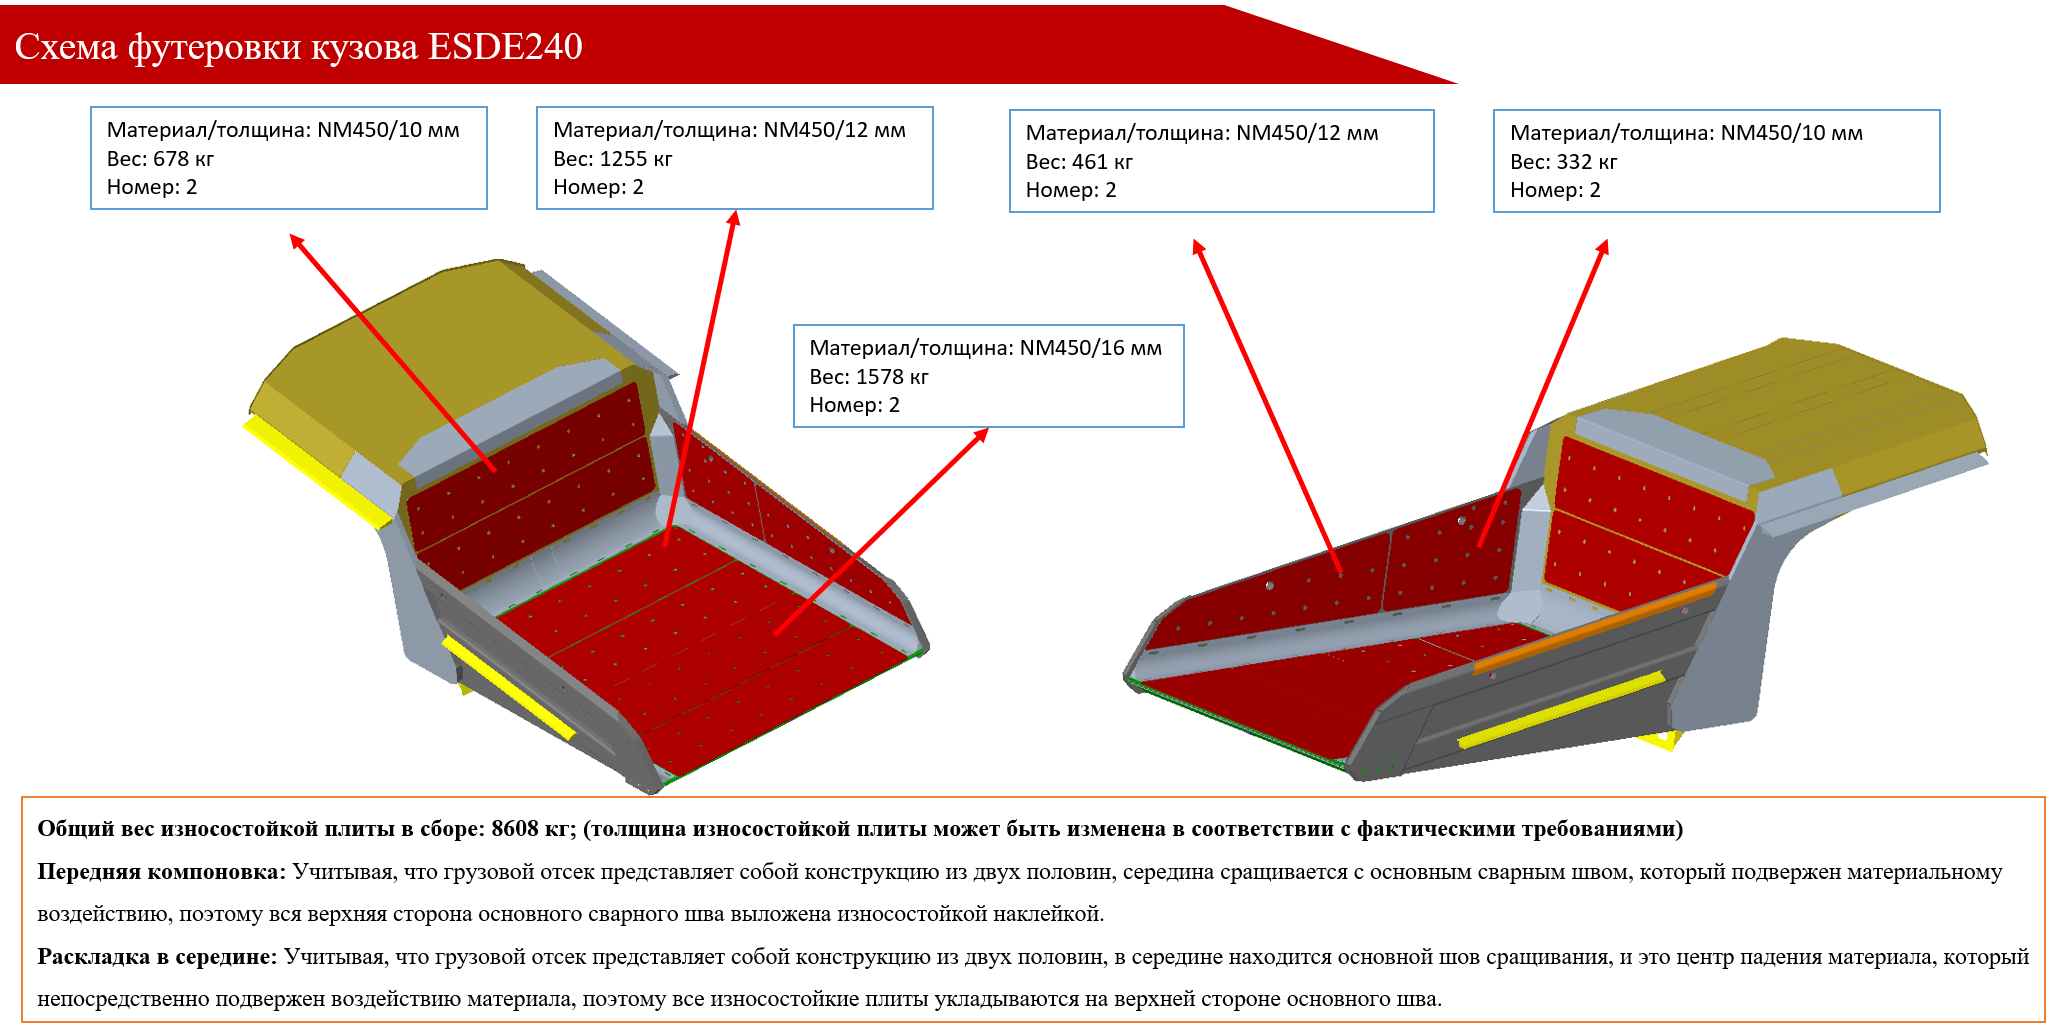 Схема футеровки кузова ESDE240
Материал/толщина: NM450/10 мм
Вес: 678 кг
Номер: 2
Материал/толщина: NM450/12 мм
Вес: 1255 кг
Номер: 2
Материал/толщина: NM450/12 мм
Вес: 461 кг
Номер: 2
Материал/толщина: NM450/10 мм
Вес: 332 кг
Номер: 2
Материал/толщина: NM450/16 мм
Вес: 1578 кг
Номер: 2
Общий вес износостойкой плиты в сборе: 8608 кг; (толщина износостойкой плиты может быть изменена в соответствии с фактическими требованиями)
Передняя компоновка: Учитывая, что грузовой отсек представляет собой конструкцию из двух половин, середина сращивается с основным сварным швом, который подвержен материальному
воздействию, поэтому вся верхняя сторона основного сварного шва выложена износостойкой наклейкой.
Раскладка в середине: Учитывая, что грузовой отсек представляет собой конструкцию из двух половин, в середине находится основной шов сращивания, и это центр падения материала, который
непосредственно подвержен воздействию материала, поэтому все износостойкие плиты укладываются на верхней стороне основного шва.